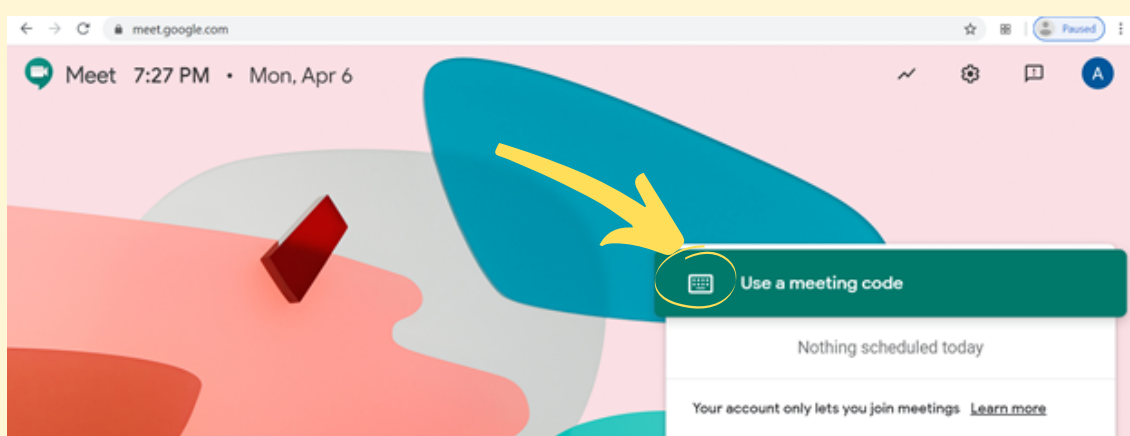 meet.google.com
Paused
Meet 7:27 PM • Mon, Apr 6
A
Use a meeting code
Nothing scheduled today
Your account only lets you join meetings Learn more